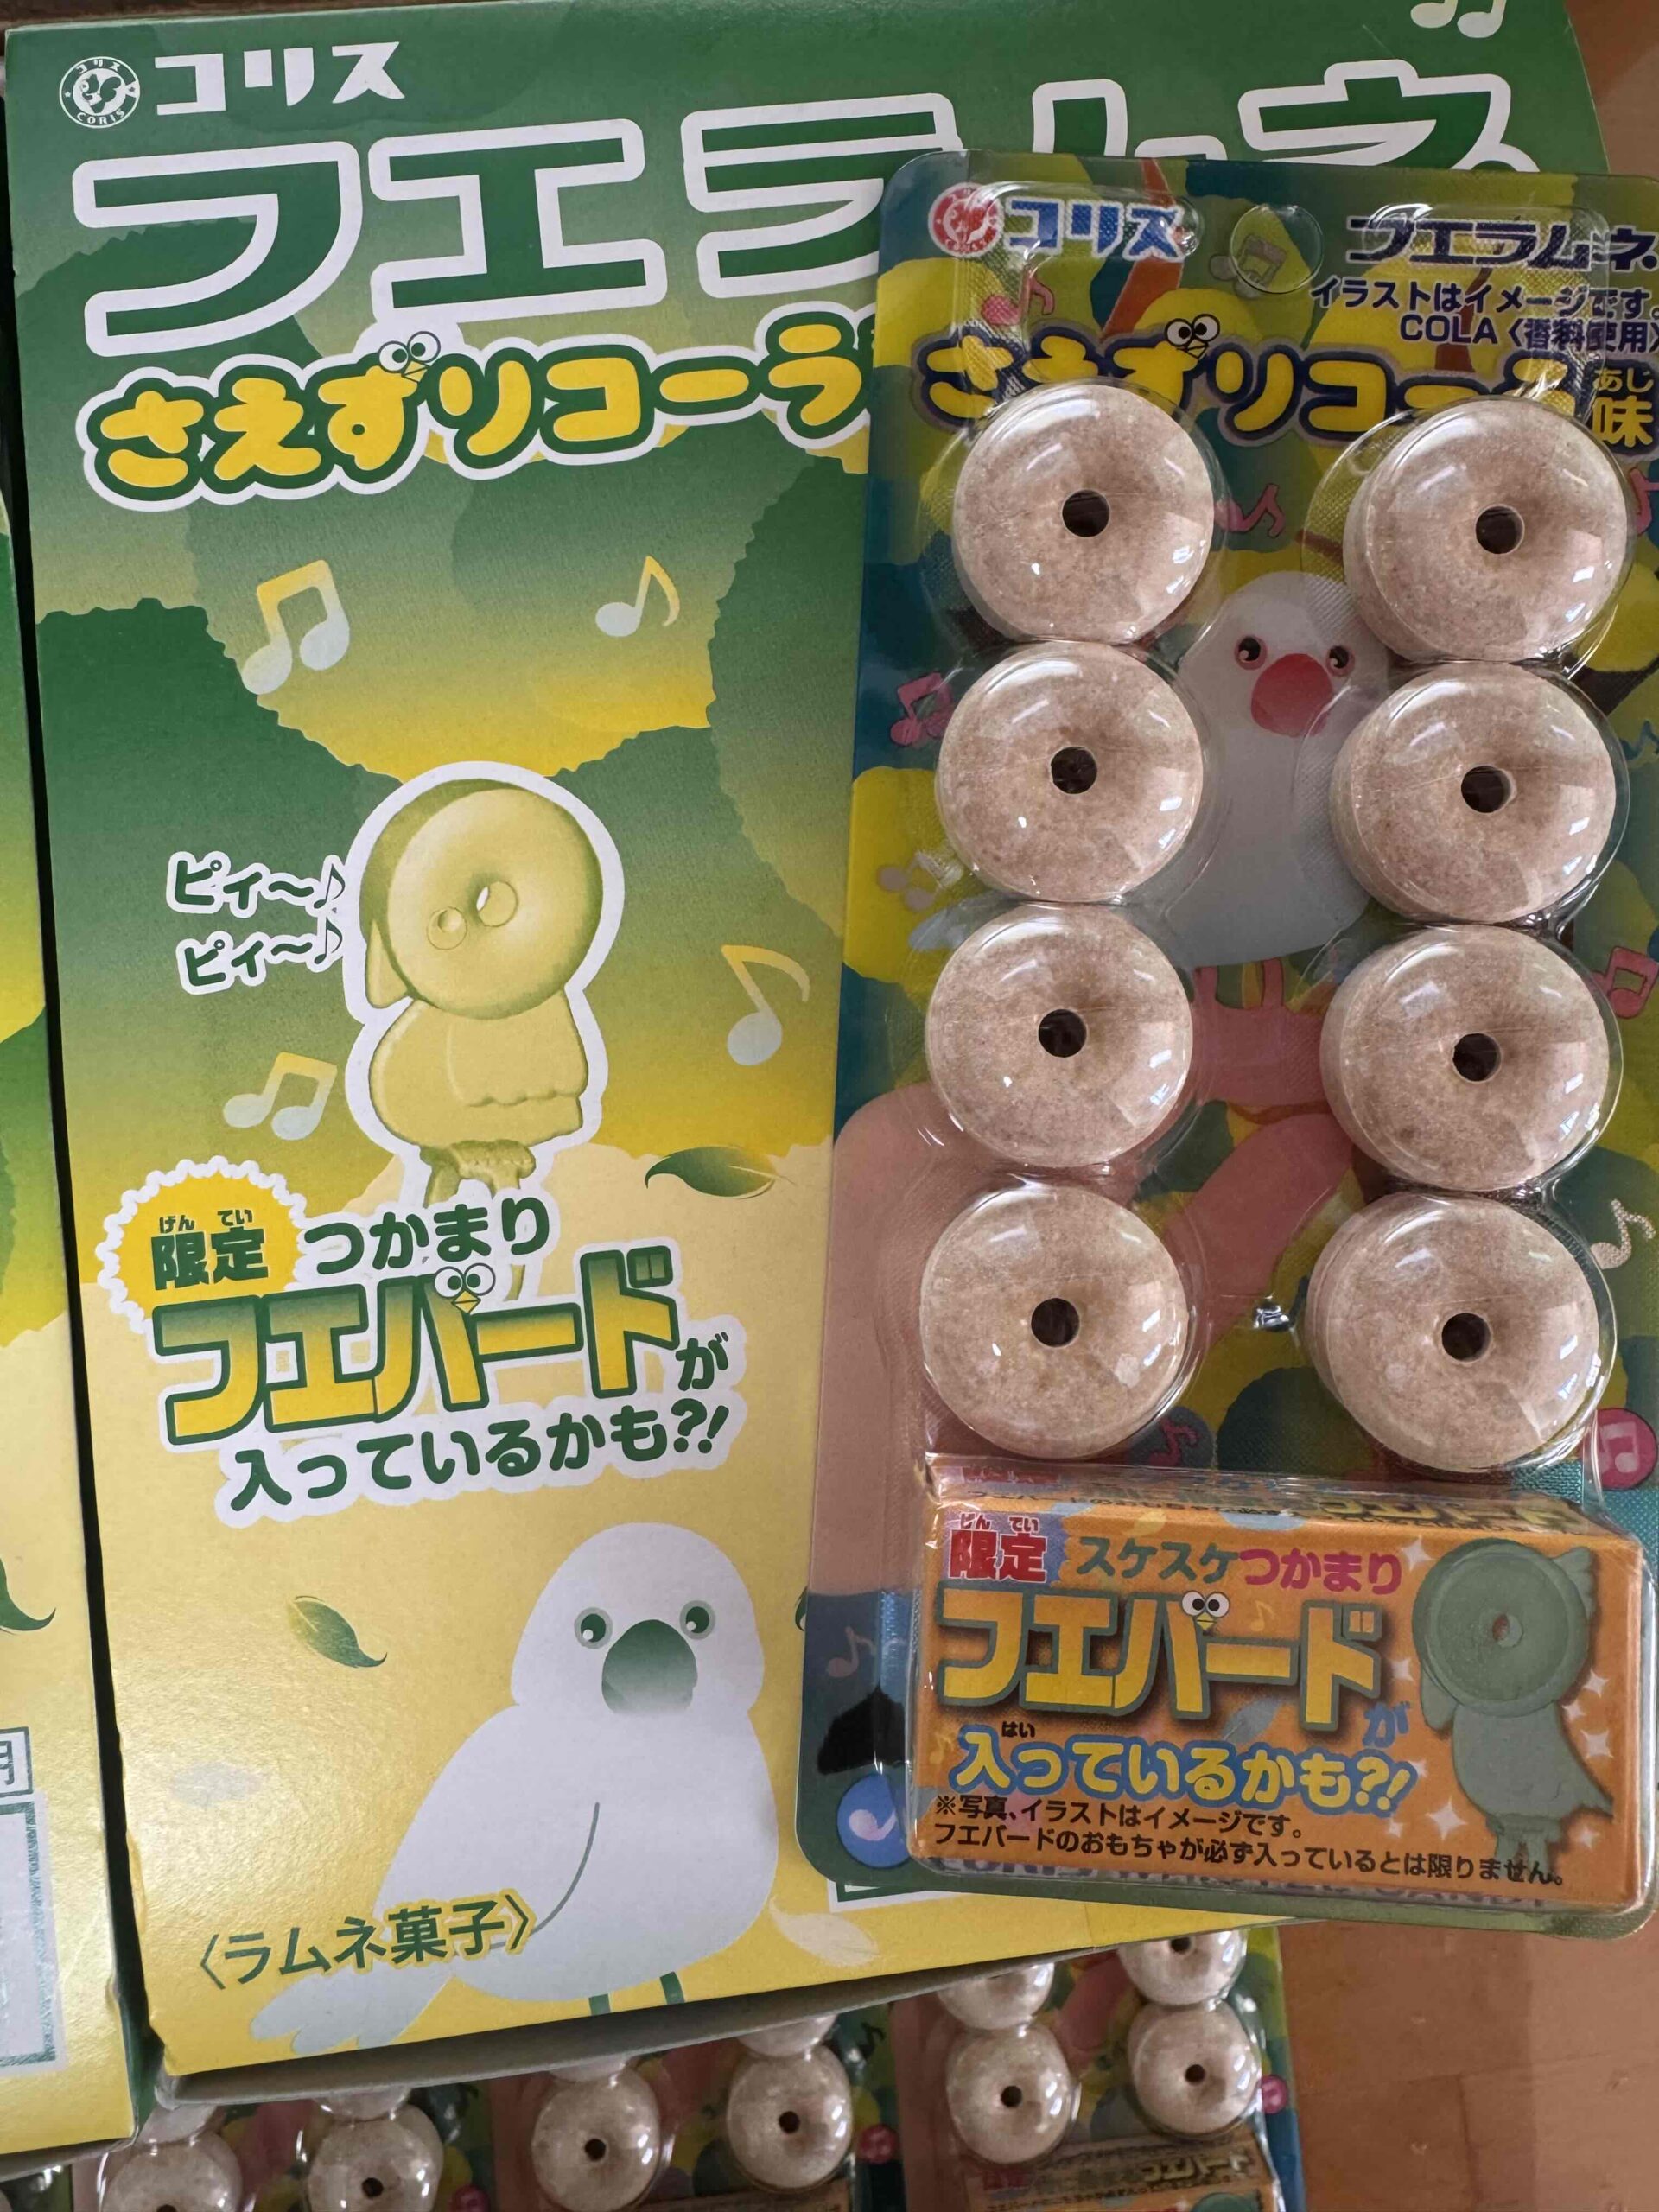 コリス
CORIS
フエラムネ
さえずりコーラ
ピィ〜♪
ピィ〜♪
げんてい
限定
つかまり
フエバードが
入っているかも?!
〈ラムネ菓子〉
コリス
フエラムネ
イラストはイメージです。
COLA〈香料使用〉
さえずりコーラ
あじ
味
限定
スケスケつかまり
フエバードが
はい
入っているかも?!
※写真、イラストはイメージです。
フエバードのおもちゃが必ず入っているとは限りません。